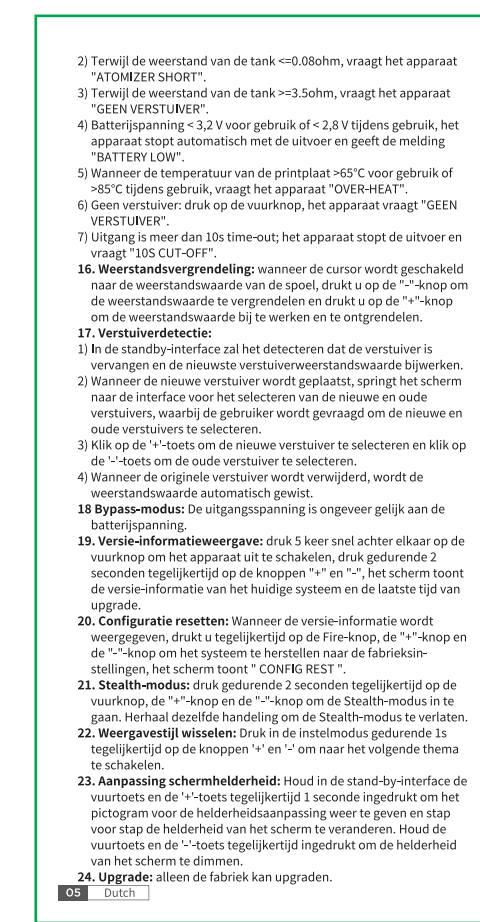 2) Terwijl de weerstand van de tank <=0.08ohm, vraagt het apparaat
"ATOMIZER SHORT".
3) Terwijl de weerstand van de tank >=3.5ohm, vraagt het apparaat
"GEEN VERSTUIVER".
4) Batterijspanning < 3,2 V voor gebruik of < 2,8 V tijdens gebruik, het
apparaat stopt automatisch met de uitvoer en geeft de melding
"BATTERY LOW".
5) Wanneer de temperatuur van de printplaat >65°C voor gebruik of
>85°C tijdens gebruik, vraagt het apparaat "OVER-HEAT".
6) Geen verstuiver: druk op de vuurknop, het apparaat vraagt "GEEN
VERSTUIVER".
7) Uitgang is meer dan 10s time-out; het apparaat stopt de uitvoer en
vraagt "10S CUT-OFF".
16. Weerstandsvergrendeling: wanneer de cursor wordt geschakeld
naar de weerstandswaarde van de spoel, drukt u op de "-"-knop om
de weerstandswaarde te vergrendelen en drukt u op de "+"-knop
om de weerstandswaarde bij te werken en te ontgrendelen.
17. Verstuiverdetectie:
1) In de standby-interface zal het detecteren dat de verstuiver is
vervangen en de nieuwste verstuiverweerstandswaarde bijwerken.
2) Wanneer de nieuwe verstuiver wordt geplaatst, springt het scherm
naar de interface voor het selecteren van de nieuwe en oude
verstuivers, waarbij de gebruiker wordt gevraagd om de nieuwe en
oude verstuivers te selecteren.
3) Klik op de '+'-toets om de nieuwe verstuiver te selecteren en klik op
de '-'-toets om de oude verstuiver te selecteren.
4) Wanneer de originele verstuiver wordt verwijderd, wordt de
weerstandswaarde automatisch gewist.
18 Bypass-modus: De uitgangsspanning is ongeveer gelijk aan de
batterijspanning.
19. Versie-informatieweergave: druk 5 keer snel achter elkaar op de
vuurknop om het apparaat uit te schakelen, druk gedurende 2
seconden tegelijkertijd op de knoppen "+" en "-", het scherm toont
de versie-informatie van het huidige systeem en de laatste tijd van
upgrade.
20. Configuratie resetten: Wanneer de versie-informatie wordt
weergegeven, drukt u tegelijkertijd op de Fire-knop, de "+"-knop en
de "-"-knop om het systeem te herstellen naar de fabrieksin-
stellingen, het scherm toont " CONFIG REST ".
21. Stealth-modus: druk gedurende 2 seconden tegelijkertijd op de
vuurknop, de "+"-knop en de "-"-knop om de Stealth-modus in te
gaan. Herhaal dezelfde handeling om de Stealth-modus te verlaten.
22. Weergavestijl wisselen: Druk in de instelmodus gedurende 1s
tegelijkertijd op de knoppen '+' en '-' om naar het volgende thema
te schakelen.
23. Aanpassing schermhelderheid: Houd in de stand-by-interface de
vuurtoets en de '+'-toets tegelijkertijd 1 seconde ingedrukt om het
pictogram voor de helderheidsaanpassing weer te geven en stap
voor stap de helderheid van het scherm te veranderen. Houd de
vuurtoets en de '-'-toets tegelijkertijd ingedrukt om de helderheid
van het scherm te dimmen.
24. Upgrade: alleen de fabriek kan upgraden.
05 Dutch